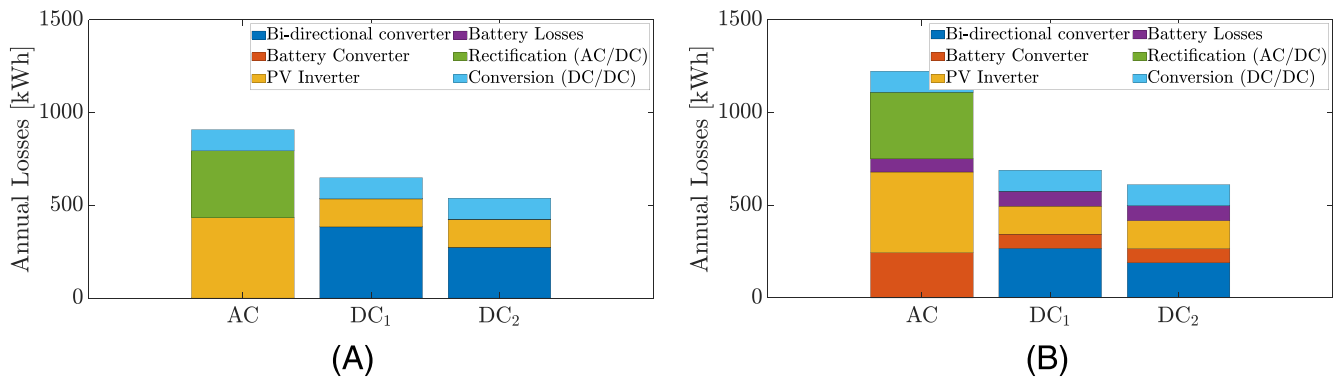 Annual Losses [kWh]
1500
1000
500
0
Bi-directional converter
Battery Converter
PV Inverter
Battery Losses
Rectification (AC/DC)
Conversion (DC/DC)
AC
DC₁
DC₂
(A)
Annual Losses [kWh]
1500
1000
500
0
Bi-directional converter
Battery Converter
PV Inverter
Battery Losses
Rectification (AC/DC)
Conversion (DC/DC)
AC
DC₁
DC₂
(B)